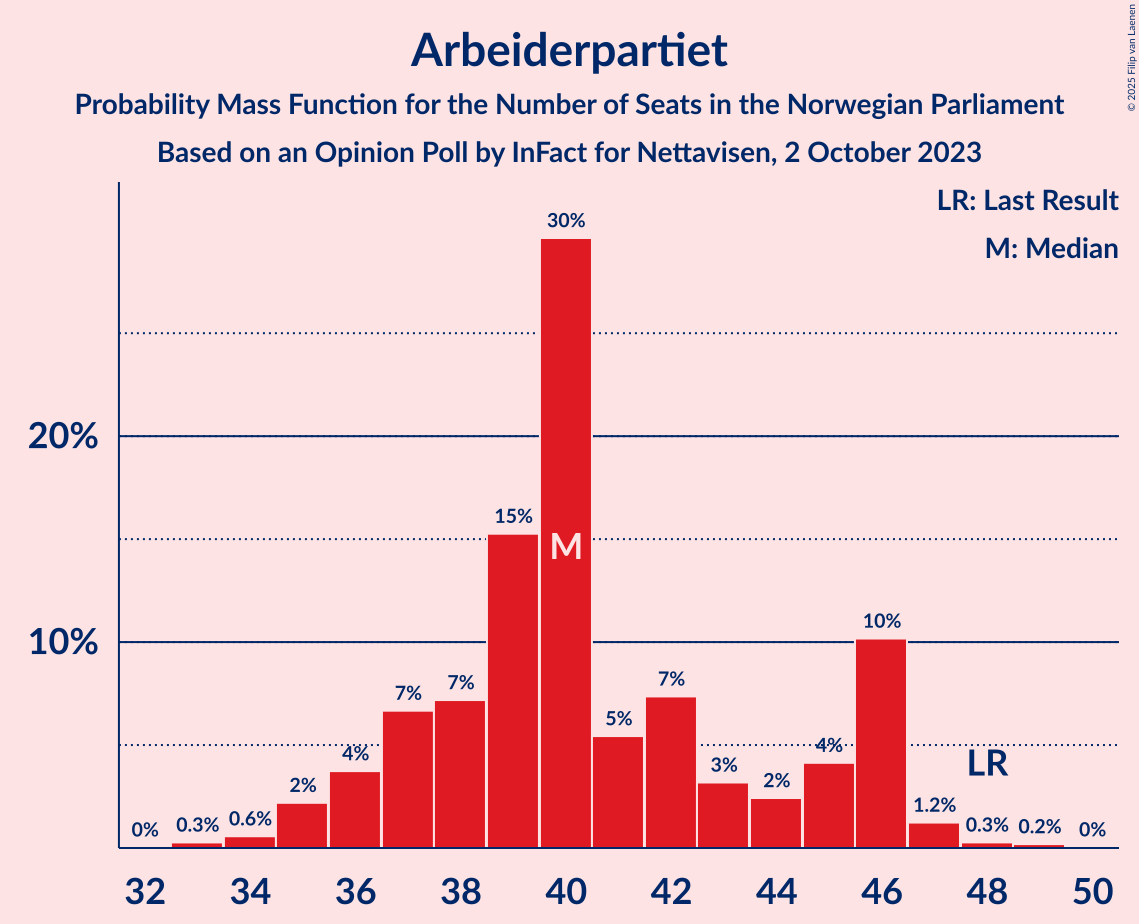 Arbeiderpartiet
Probability Mass Function for the Number of Seats in the Norwegian Parliament
Based on an Opinion Poll by InFact for Nettavisen, 2 October 2023
© 2025 Filip van Laenen
LR: Last Result
M: Median
20%
10%
0%
0.3%
0.6%
2%
4%
7%
7%
15%
30%
M
5%
7%
3%
2%
4%
10%
1.2%
LR
0.3%
0.2%
0%
32 34 36 38 40 42 44 46 48 50